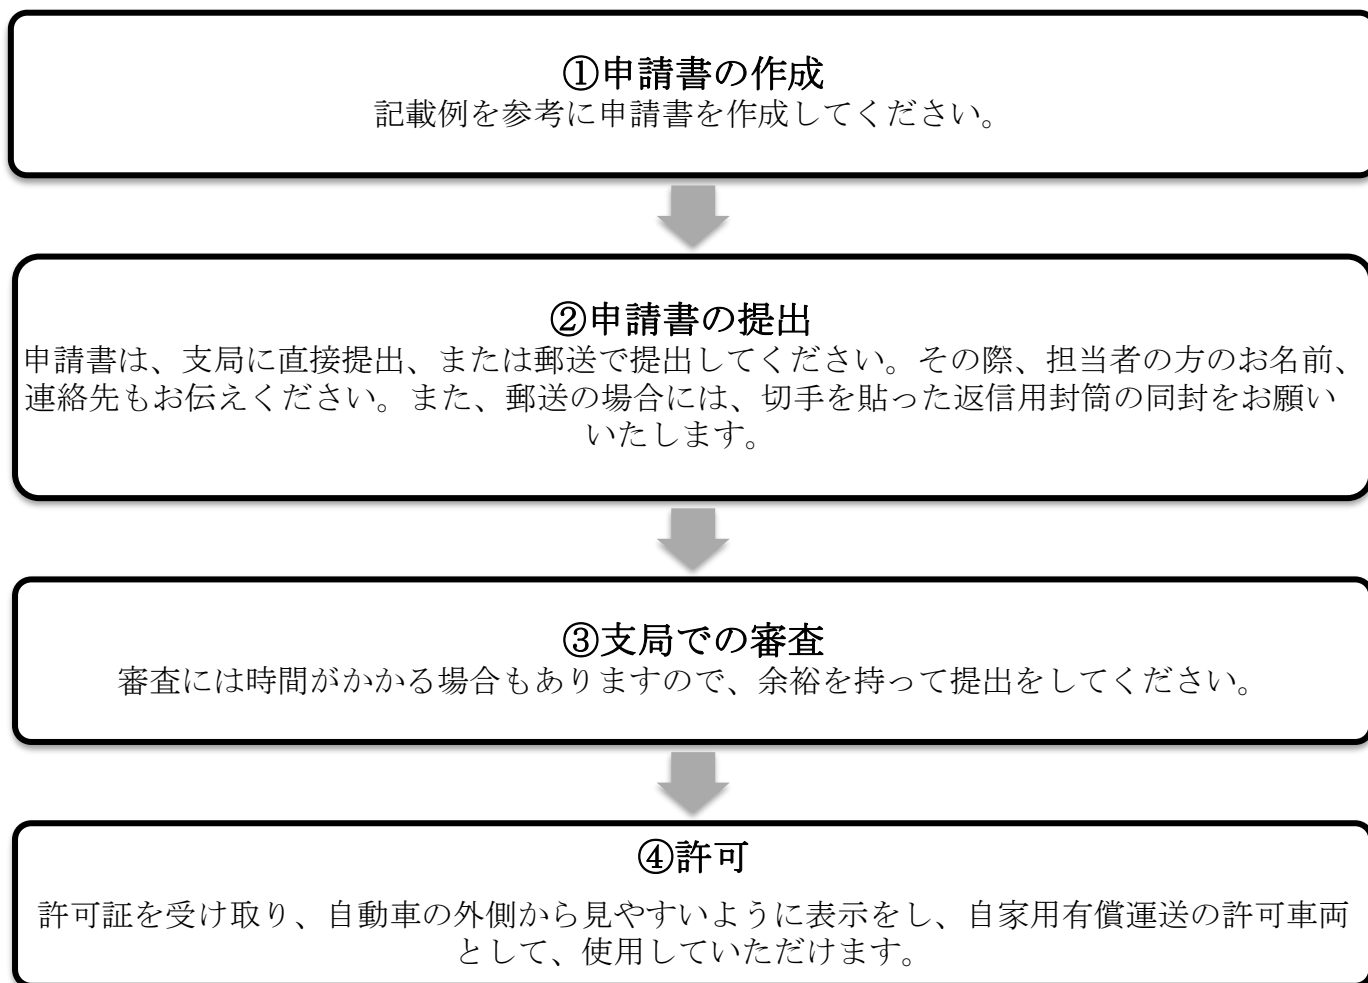 ①申請書の作成
記載例を参考に申請書を作成してください。
②申請書の提出
申請書は、支局に直接提出、または郵送で提出してください。その際、担当者の方のお名前、
連絡先もお伝えください。また、郵送の場合には、切手を貼った返信用封筒の同封をお願い
いたします。
③支局での審査
審査には時間がかかる場合もありますので、余裕を持って提出をしてください。
④許可
許可証を受け取り、自動車の外側から見やすいように表示をし、自家用有償運送の許可車両
として、使用していただけます。